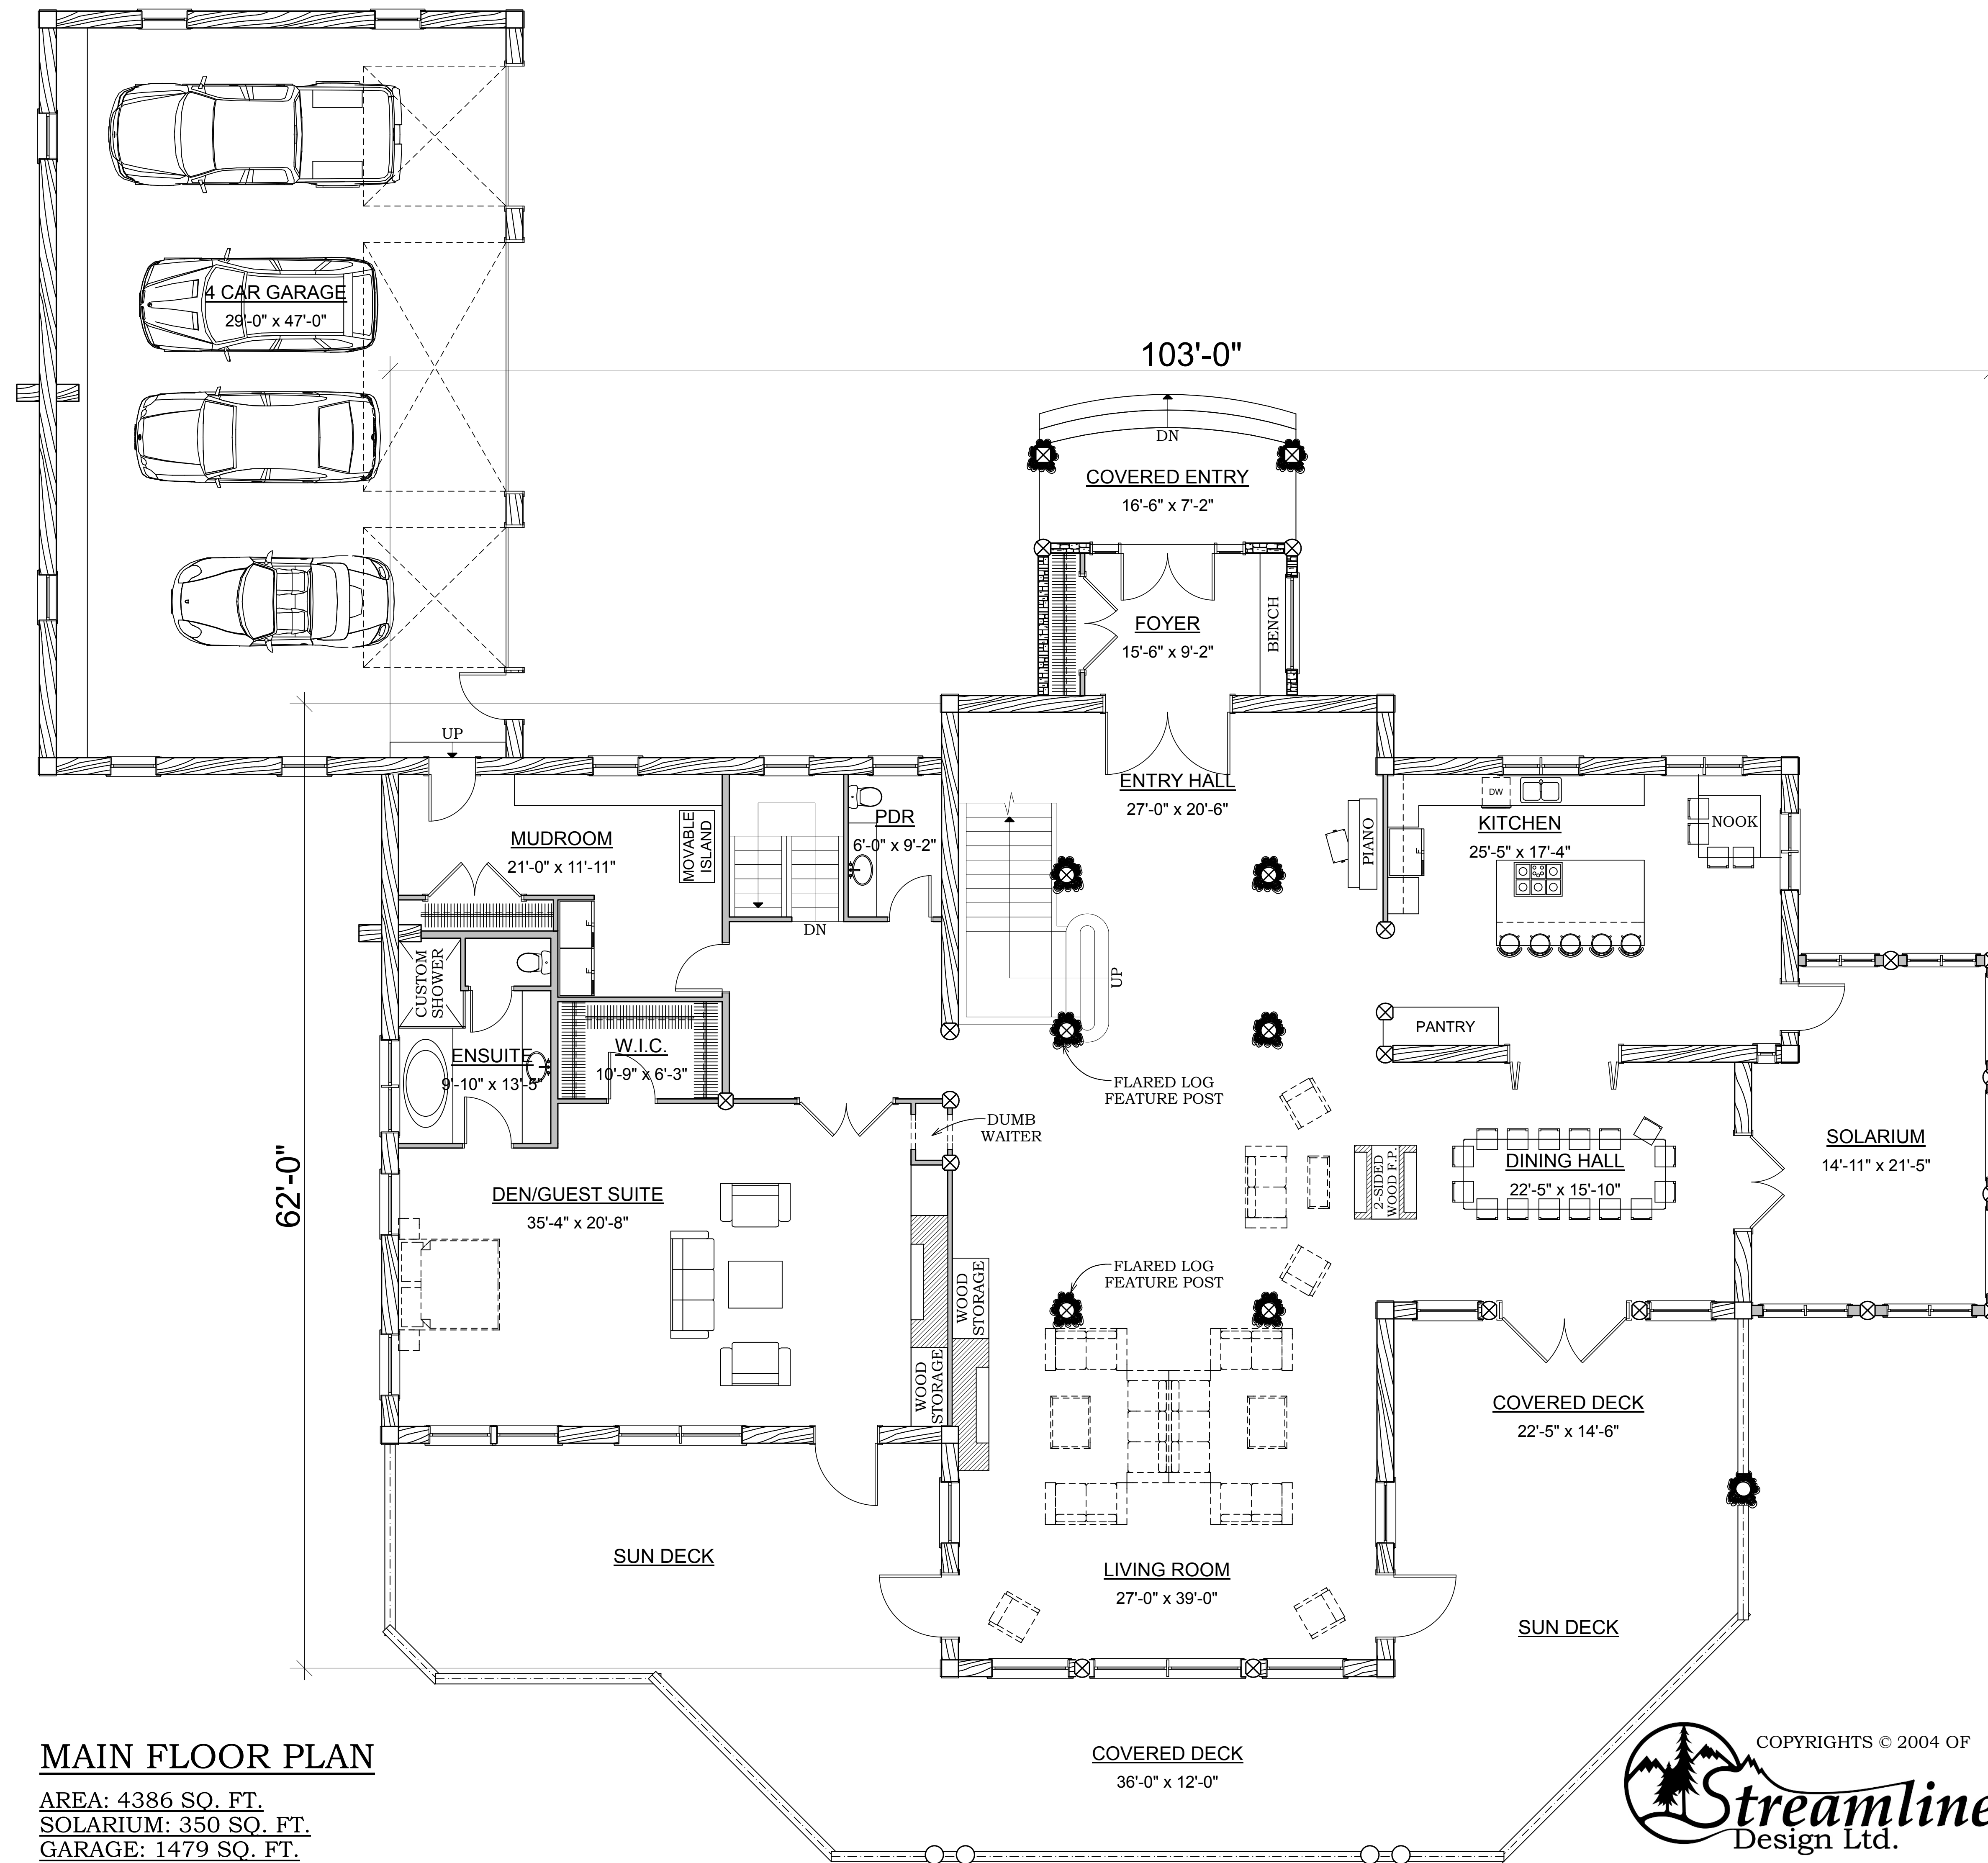 4 CAR GARAGE
29'-0" x 47'-0"
103'-0"
DN
COVERED ENTRY
16'-6" x 7'-2"
FOYER
15'-6" x 9'-2"
BENCH
UP
ENTRY HALL
27'-0" x 20'-6"
MUDROOM
21'-0" x 11'-11"
MOVABLE
ISLAND
PDR
6'-0" x 9'-2"
DN
PIANO
F
DW
KITCHEN
25'-5" x 17'-4"
NOOK
F
F
CUSTOM
SHOWER
UP
ENSUITE
9'-10" x 13'-5"
W.I.C.
10'-9" x 6'-3"
PANTRY
FLARED LOG
FEATURE POST
DUMB
WAITER
62'-0"
DEN/GUEST SUITE
35'-4" x 20'-8"
2-SIDED
WOOD F.P.
DINING HALL
22'-5" x 15'-10"
SOLARIUM
14'-11" x 21'-5"
FLARED LOG
FEATURE POST
WOOD
STORAGE
WOOD
STORAGE
COVERED DECK
22'-5" x 14'-6"
SUN DECK
LIVING ROOM
27'-0" x 39'-0"
SUN DECK
COVERED DECK
36'-0" x 12'-0"
MAIN FLOOR PLAN
AREA: 4386 SQ. FT.
SOLARIUM: 350 SQ. FT.
GARAGE: 1479 SQ. FT.
COPYRIGHTS © 2004 OF
Streamline
Design Ltd.